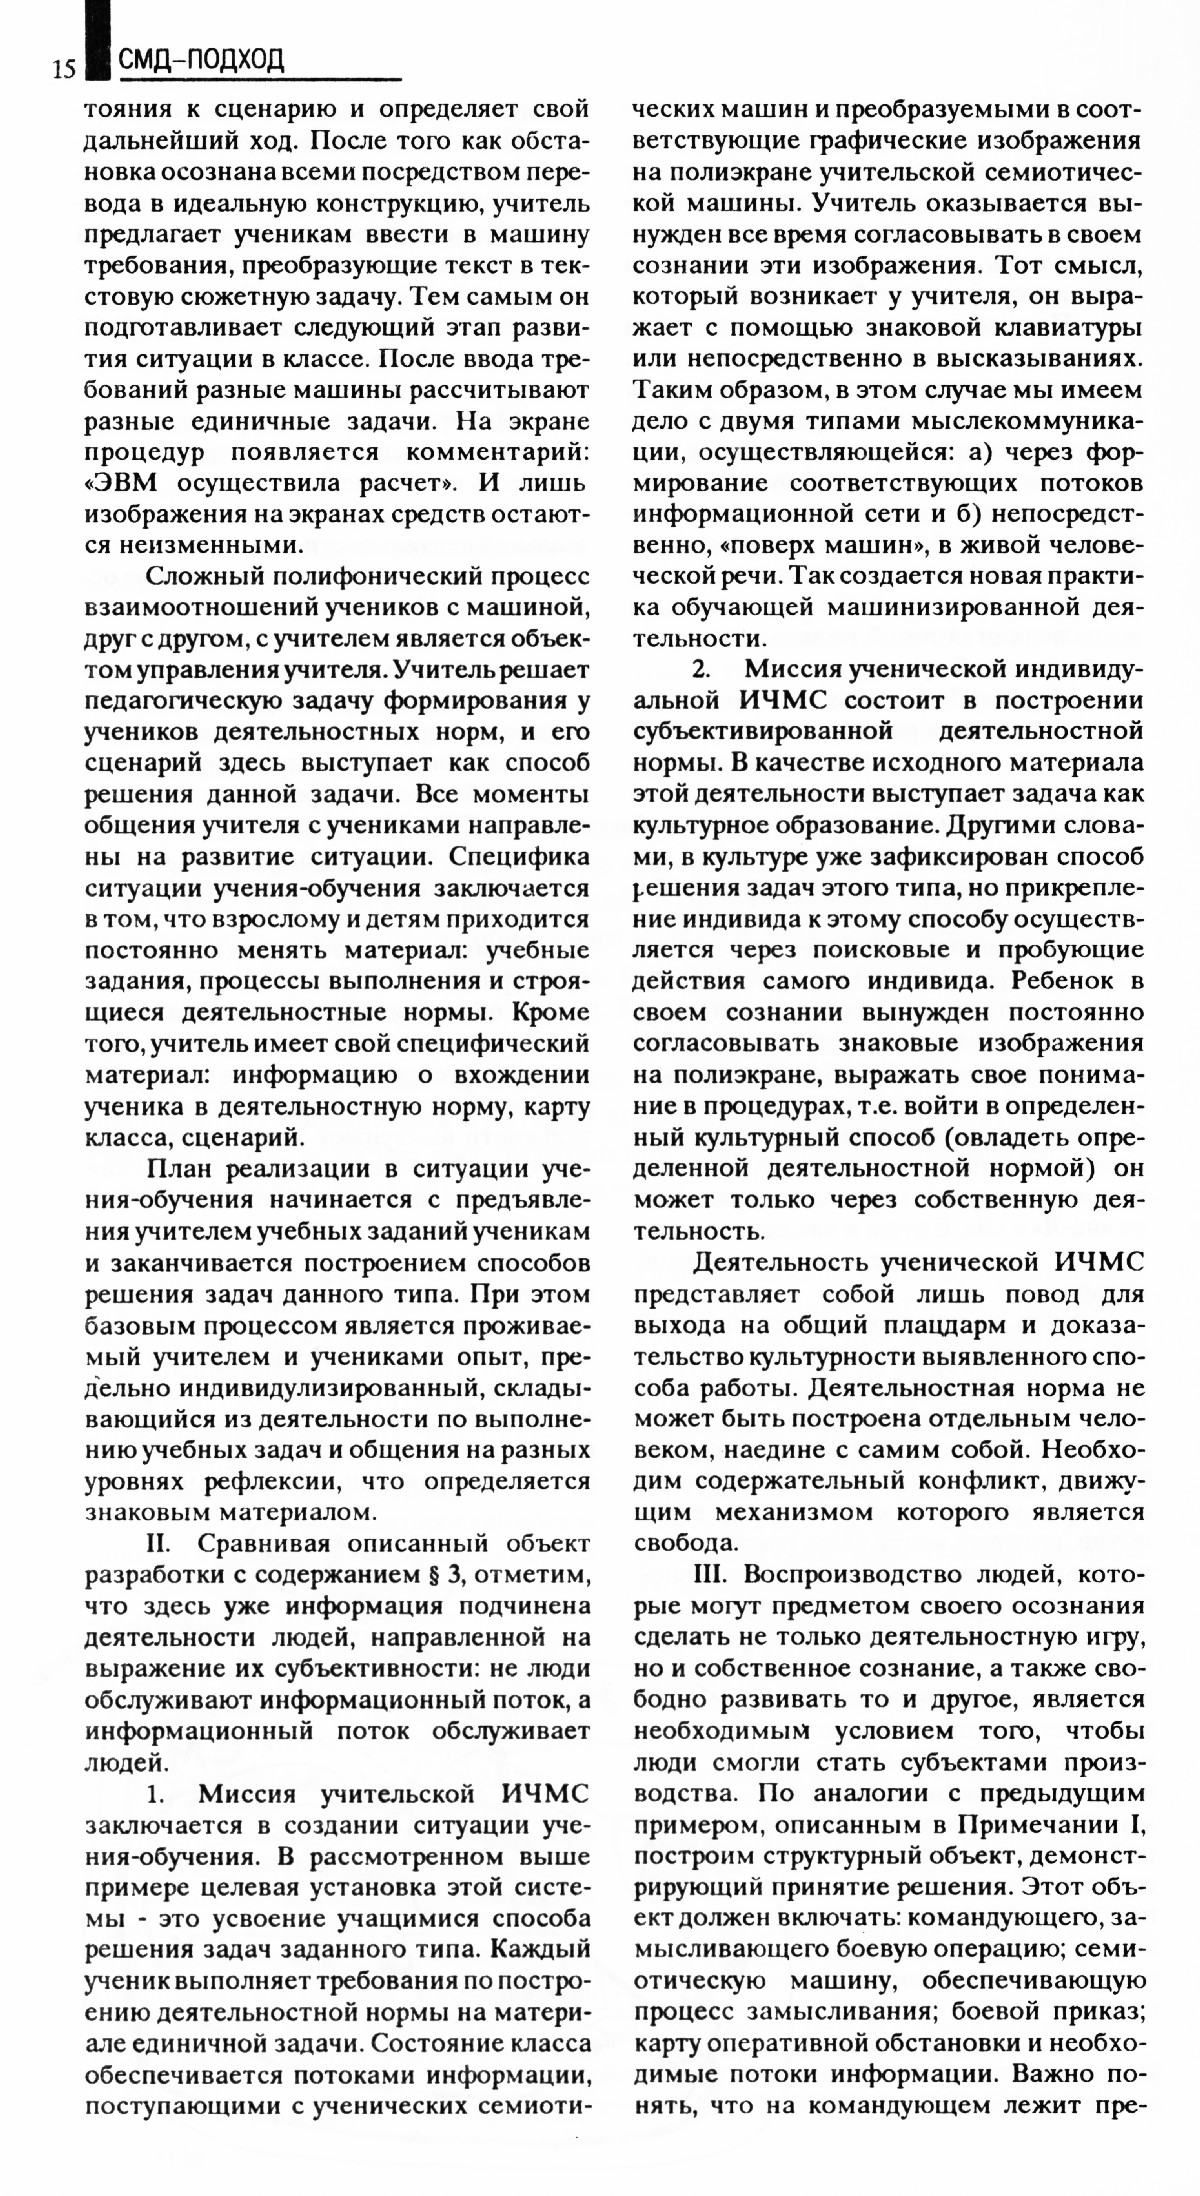 15
СМД-ПОДХОД
тояния к сценарию и определяет свой
дальнейший ход. После того как обста-
новка осознана всеми посредством пере-
вода в идеальную конструкцию, учитель
предлагает ученикам ввести в машину
требования, преобразующие текст в тек-
стовую сюжетную задачу. Тем самым он
подготавливает следующий этап разви-
тия ситуации в классе. После ввода тре-
бований разные машины рассчитывают
разные единичные задачи. На экране
процедур появляется комментарий:
«ЭВМ осуществила расчет». И лишь
изображения на экранах средств остают-
ся неизменными.
Сложный полифонический процесс
взаимоотношений учеников с машиной,
друг с другом, с учителем является объек-
том управления учителя. Учитель решает
педагогическую задачу формирования у
учеников деятельностных норм, и его
сценарий здесь выступает как способ
решения данной задачи. Все моменты
общения учителя с учениками направле-
ны на развитие ситуации. Специфика
ситуации учения-обучения заключается
в том, что взрослому и детям приходится
постоянно менять материал: учебные
задания, процессы выполнения и строя-
щиеся деятельностные нормы. Кроме
того, учитель имеет свой специфический
материал: информацию о вхождении
ученика в деятельностную норму, карту
класса, сценарий.
План реализации в ситуации уче-
ния-обучения начинается с предъявле-
ния учителем учебных заданий ученикам
и заканчивается построением способов
решения задач данного типа. При этом
базовым процессом является проживае-
мый учителем и учениками опыт, пре-
дельно индивидулизированный, склады-
вающийся из деятельности по выполне-
нию учебных задач и общения на разных
уровнях рефлексии, что определяется
знаковым материалом.
II. Сравнивая описанный объект
разработки с содержанием § 3, отметим,
что здесь уже информация подчинена
деятельности людей, направленной на
выражение их субъективности: не люди
обслуживают информационный поток, а
информационный поток обслуживает
людей.
1. Миссия учительской ИЧМС
заключается в создании ситуации уче-
ния-обучения. В рассмотренном выше
примере целевая установка этой систе-
мы - это усвоение учащимися способа
решения задач заданного типа. Каждый
ученик выполняет требования по постро-
ению деятельностной нормы на матери-
але единичной задачи. Состояние класса
обеспечивается потоками информации,
поступающими с ученических семиоти-
ческих машин и преобразуемыми в соот-
ветствующие графические изображения
на полиэкране учительской семиотичес-
кой машины. Учитель оказывается вы-
нужден все время согласовывать в своем
сознании эти изображения. Тот смысл,
который возникает у учителя, он выра-
жает с помощью знаковой клавиатуры
или непосредственно в высказываниях.
Таким образом, в этом случае мы имеем
дело с двумя типами мыслекоммуника-
ции, осуществляющейся: а) через фор-
мирование соответствующих потоков
информационной сети и б) непосредст-
венно, «поверх машин», в живой челове-
ческой речи. Так создается новая практи-
ка обучающей машинизированной дея-
тельности.
2. Миссия ученической индивиду-
альной ИЧМС состоит в построении
субъективированной деятельностной
нормы. В качестве исходного материала
этой деятельности выступает задача как
культурное образование. Другими слова-
ми, в культуре уже зафиксирован способ
решения задач этого типа, но прикрепле-
ние индивида к этому способу осуществ-
ляется через поисковые и пробующие
действия самого индивида. Ребенок в
своем сознании вынужден постоянно
согласовывать знаковые изображения
на полиэкране, выражать свое понима-
ние в процедурах, т.е. войти в определен-
ный культурный способ (овладеть опре-
деленной деятельностной нормой) он
может только через собственную дея-
тельность.
Деятельность ученической ИЧМС
представляет собой лишь повод для
выхода на общий плацдарм и доказа-
тельство культурности выявленного спо-
соба работы. Деятельностная норма не
может быть построена отдельным чело-
веком, наедине с самим собой. Необхо-
дим содержательный конфликт, движу-
щим механизмом которого является
свобода.
III. Воспроизводство людей, кото-
рые могут предметом своего осознания
сделать не только деятельностную игру,
но и собственное сознание, а также сво-
бодно развивать то и другое, является
необходимым условием того, чтобы
люди смогли стать субъектами произ-
водства. По аналогии с предыдущим
примером, описанным в Примечании I,
построим структурный объект, демонст-
рирующий принятие решения. Этот объ-
ект должен включать: командующего, за-
мысливающего боевую операцию; семи-
отическую машину, обеспечивающую
процесс замысливания; боевой приказ;
карту оперативной обстановки и необхо-
димые потоки информации. Важно по-
нять, что на командующем лежит пре-